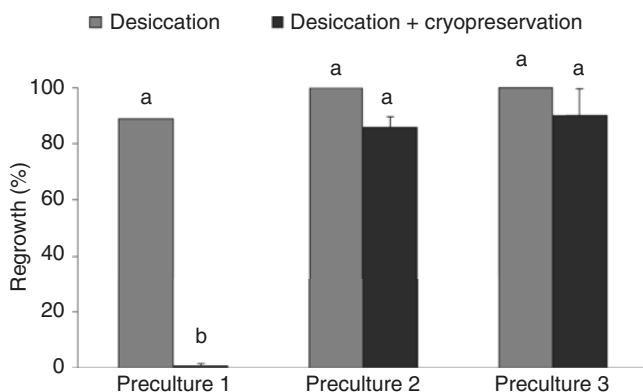 Desiccation Desiccation + cryopreservation
100
80
60
40
20
0
Regrowth (%)
a
b
a
a
a
a
Preculture 1 Preculture 2 Preculture 3